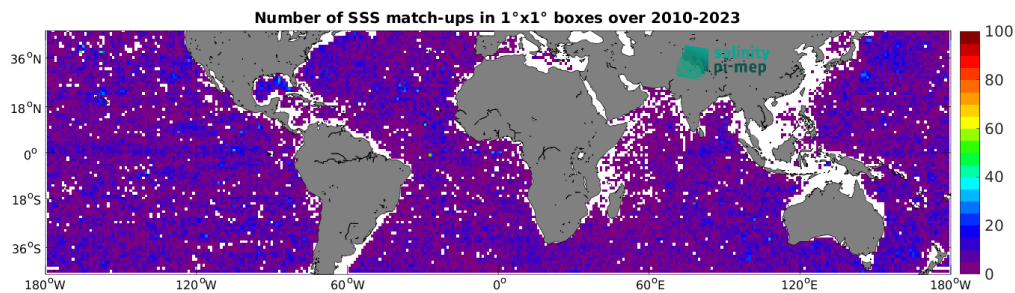 Number of SSS match-ups in 1°x1° boxes over 2010-2023
salinity
pi-mep
36°N
18°N
0°
18°S
36°S
180°W
120°W
60°W
0°
60°E
120°E
180°W
100
80
60
40
20
0